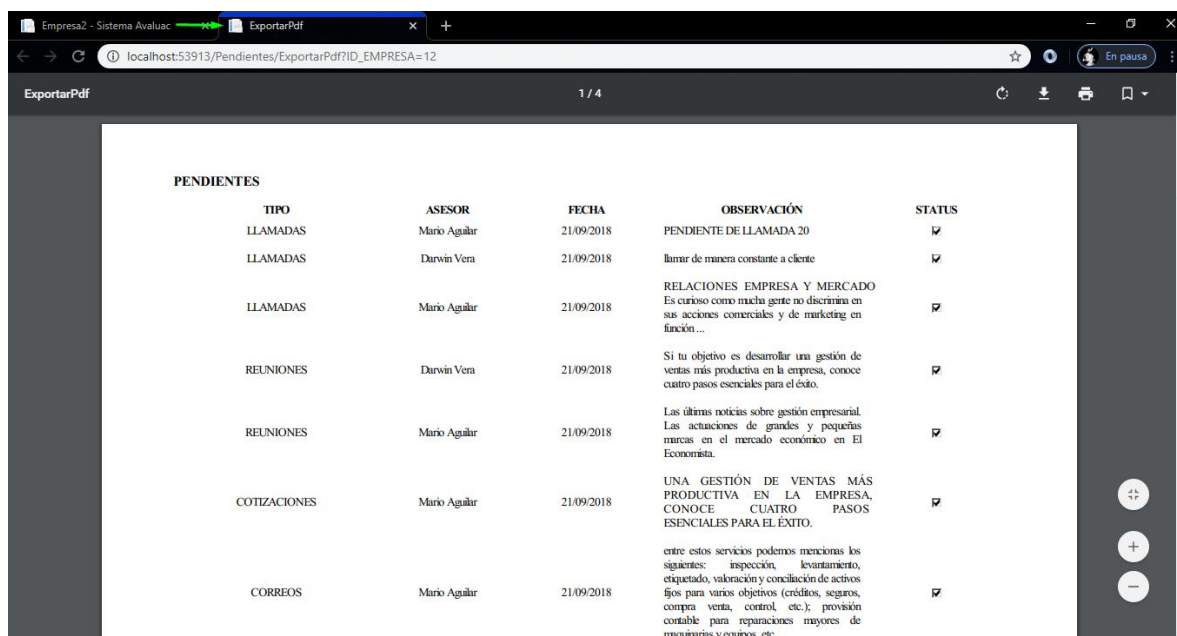 Empresa2 - Sistema Avaluac
ExportarPdf
localhost:53913/Pendientes/ExportarPdf?ID_EMPRESA=12
En pausa
ExportarPdf
1 / 4
PENDIENTES
TIPO ASESOR FECHA OBSERVACIÓN STATUS
LLAMADAS Mario Aguilar 21/09/2018 PENDIENTE DE LLAMADA 20
LLAMADAS Darwin Vera 21/09/2018 llamar de manera constante a cliente
RELACIONES EMPRESA Y MERCADO
Es curioso como mucha gente no discrimina en
LLAMADAS Mario Aguilar 21/09/2018 sus acciones comerciales y de marketing en
función ...
Si tu objetivo es desarrollar una gestión de
REUNIONES Darwin Vera 21/09/2018 ventas más productiva en la empresa, conoce
cuatro pasos esenciales para el éxito.
Las últimas noticias sobre gestión empresarial.
Las actuaciones de grandes y pequeñas
REUNIONES Mario Aguilar 21/09/2018 marcas en el mercado económico en El
Economista.
UNA GESTIÓN DE VENTAS MÁS
PRODUCTIVA EN LA EMPRESA,
COTIZACIONES Mario Aguilar 21/09/2018 CONOCE CUATRO PASOS
ESENCIALES PARA EL ÉXITO.
entre estos servicios podemos mencionas los
siguientes: inspección, levantamiento,
etiquetado, valoración y conciliación de activos
CORREOS Mario Aguilar 21/09/2018 fijos para varios objetivos (créditos, seguros,
compra venta, control, etc.); provisión
contable para reparaciones mayores de
maquinarias y equipos, etc